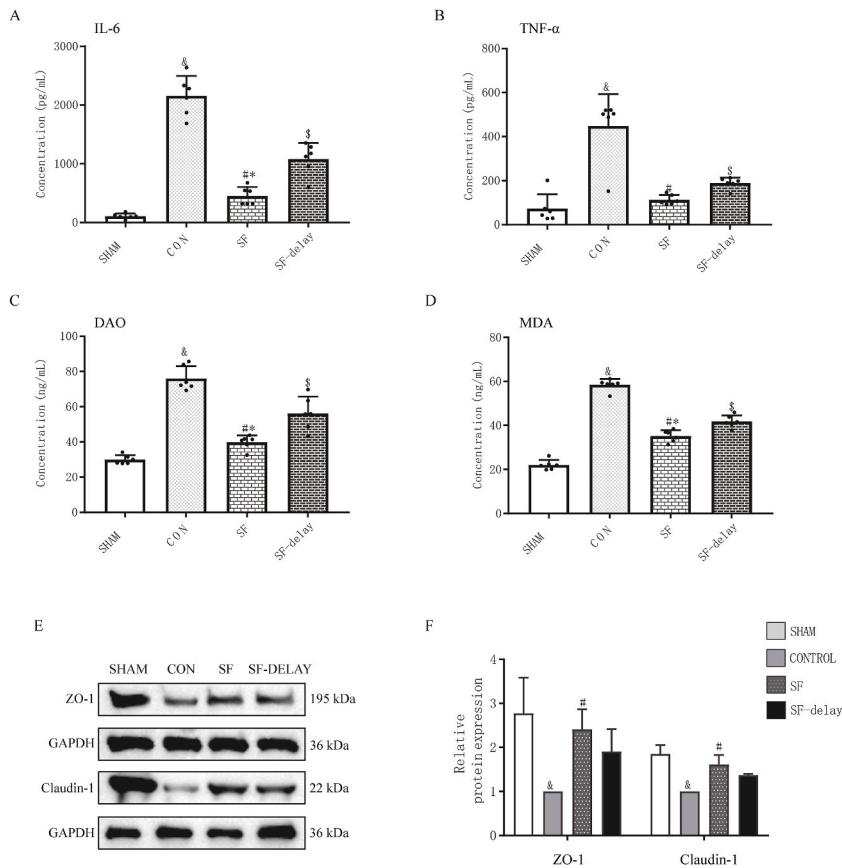 A
IL-6
Concentration (pg/mL)
3000
2000
1000
0
&
#*
$
SHAM
CON
SF
SF-delay
B
TNF-α
Concentration (pg/mL)
800
600
400
200
0
&
#
$
SHAM
CON
SF
SF-delay
C
DAO
Concentration (ng/mL)
100
80
60
40
20
0
&
#*
$
SHAM
CON
SF
SF-delay
D
MDA
Concentration (ng/mL)
80
60
40
20
0
&
#*
$
SHAM
CON
SF
SF-delay
E
SHAM CON SF SF-DELAY
ZO-1 195 kDa
GAPDH 36 kDa
Claudin-1 22 kDa
GAPDH 36 kDa
F
SHAM
CONTROL
SF
SF-delay
Relative
protein expression
4
3
2
1
0
&
#
&
#
ZO-1
Claudin-1